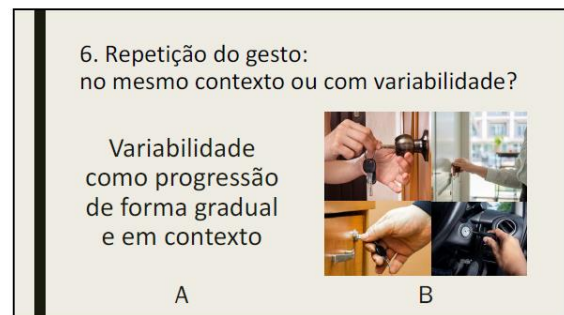 6. Repetição do gesto:
no mesmo contexto ou com variabilidade?
Variabilidade
como progressão
de forma gradual
e em contexto
A
B